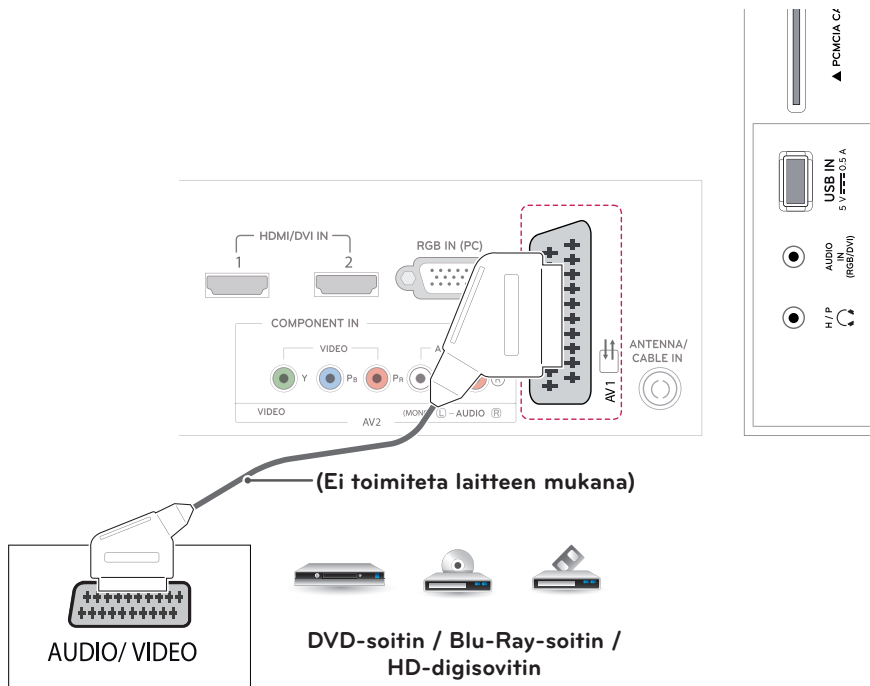 ▲ PCMCIA
USB IN
5 V 0.5 A
AUDIO
IN
(RGB/DVI)
H / P
HDMI/DVI IN
1 2
RGB IN (PC)
COMPONENT IN
VIDEO
Y PB PR
VIDEO
AV2
(MONO) Ⓛ – AUDIO Ⓡ
Ⓡ
AV1
ANTENNA/
CABLE IN
(Ei toimiteta laitteen mukana)
AUDIO/ VIDEO
DVD-soitin / Blu-Ray-soitin /
HD-digisovitin